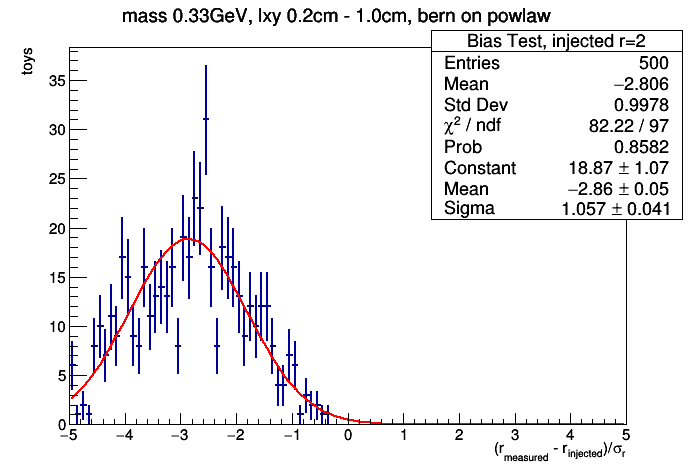 mass 0.33GeV, lxy 0.2cm - 1.0cm, bern on powlaw
toys
Bias Test, injected r=2
Entries 500
Mean −2.806
Std Dev 0.9978
χ² / ndf 82.22 / 97
Prob 0.8582
Constant 18.87 ± 1.07
Mean −2.86 ± 0.05
Sigma 1.057 ± 0.041
35
30
25
20
15
10
5
0
−5 −4 −3 −2 −1 0 1 2 3 4 5
(r_measured - r_injected)/σ_r